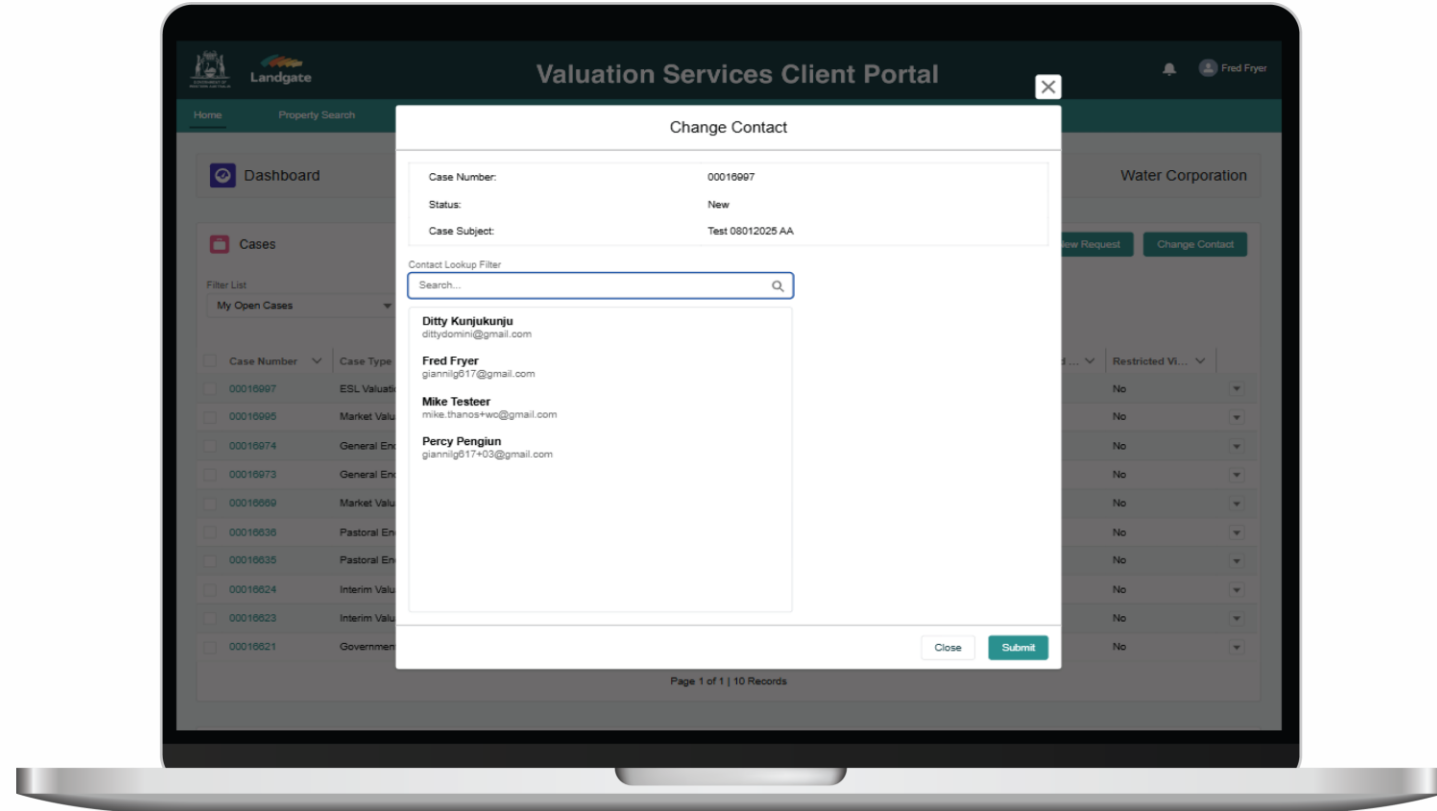 Landgate
Valuation Services Client Portal
Fred Fryer
Home Property Search
Change Contact
Dashboard
Water Corporation
Case Number: 00016997
Status: New
Case Subject: Test 08012025 AA
Cases
New Request Change Contact
Contact Lookup Filter
Search...
Filter List
My Open Cases
Ditty Kunjukunju
dittydomini@gmail.com
Fred Fryer
giannilg617@gmail.com
Mike Testeer
mike.thanos+wc@gmail.com
Percy Pengiun
giannilg617+03@gmail.com
Case Number Case Type Restricted Vi...
00016997 ESL Valuati No
00016995 Market Valu No
00016974 General En No
00016973 General En No
00016669 Market Valu No
00016636 Pastoral En No
00016635 Pastoral En No
00016624 Interim Valu No
00016623 Interim Valu No
00016621 Governmen No
Close Submit
Page 1 of 1 | 10 Records